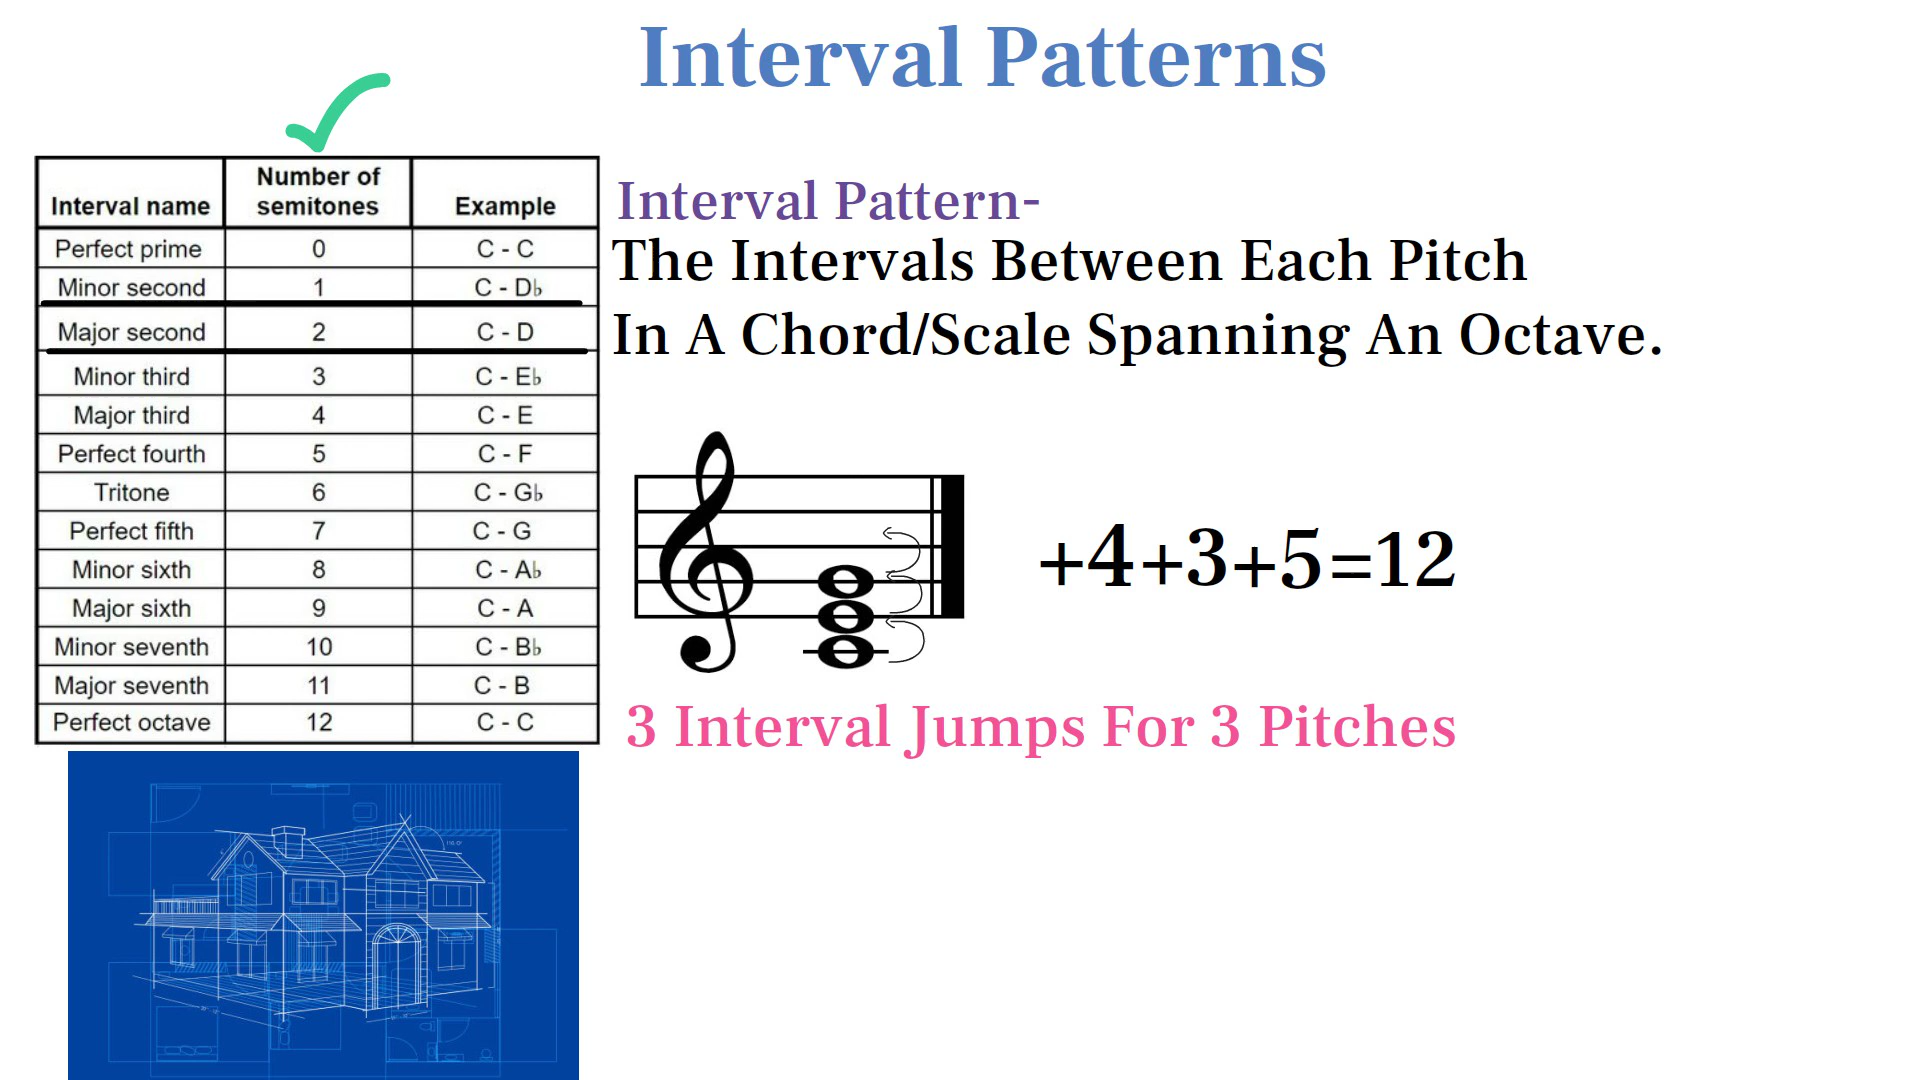 Interval Patterns
Interval name Number of semitones Example
Perfect prime 0 C - C
Minor second 1 C - D♭
Major second 2 C - D
Minor third 3 C - E♭
Major third 4 C - E
Perfect fourth 5 C - F
Tritone 6 C - G♭
Perfect fifth 7 C - G
Minor sixth 8 C - A♭
Major sixth 9 C - A
Minor seventh 10 C - B♭
Major seventh 11 C - B
Perfect octave 12 C - C
Interval Pattern-
The Intervals Between Each Pitch
In A Chord/Scale Spanning An Octave.
+4+3+5=12
3 Interval Jumps For 3 Pitches